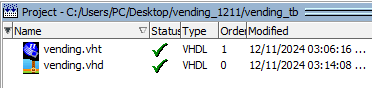 Project - C:/Users/PC/Desktop/vending_1211/vending_tb
Name Status Type Order Modified
vending.vht VHDL 1 12/11/2024 03:06:16 ...
vending.vhd VHDL 0 12/11/2024 03:14:08 ...